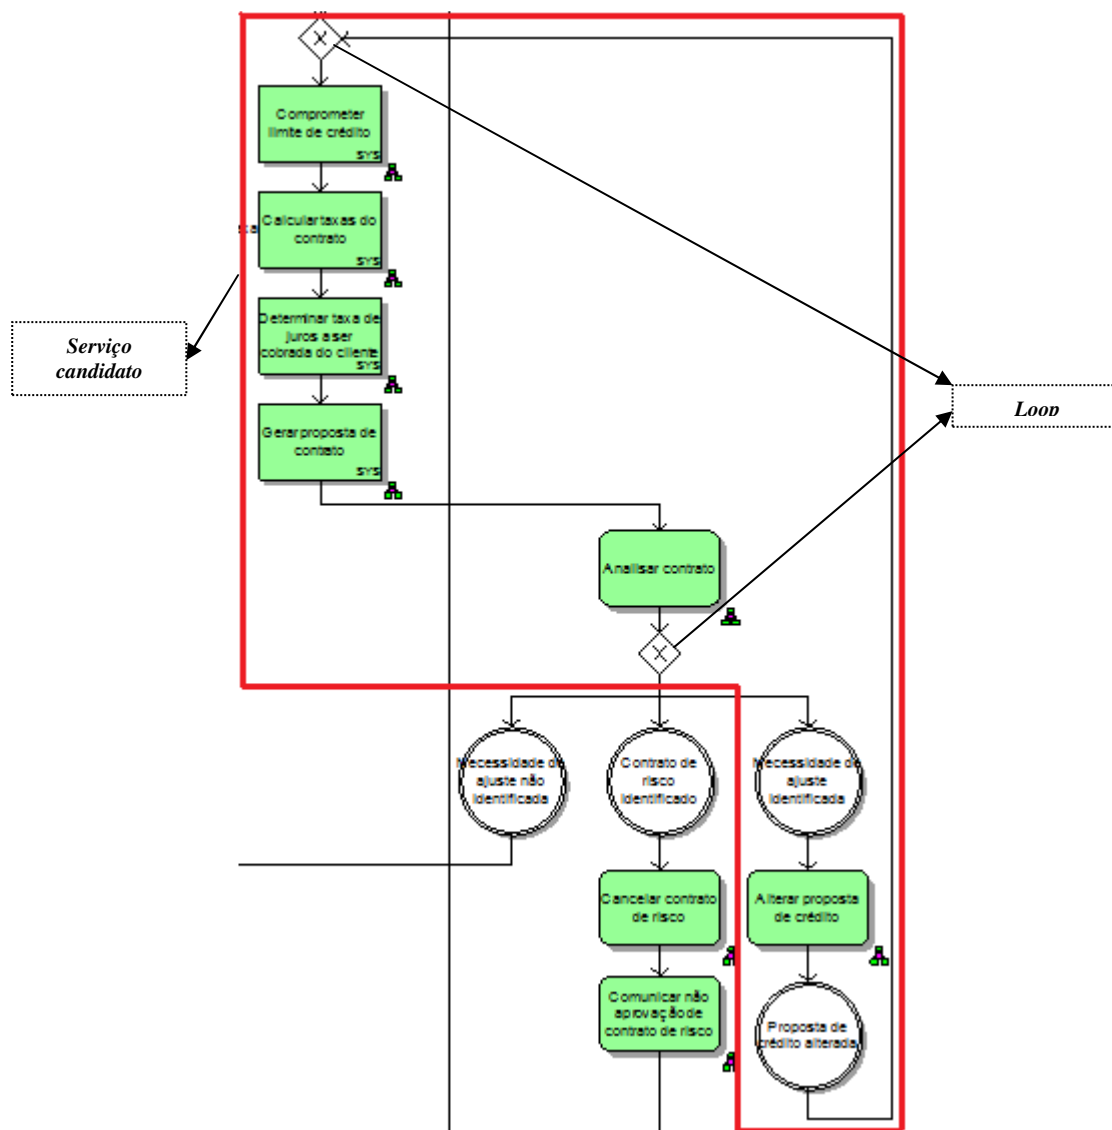 Comprometer
limite de crédito
SYS
Calcular taxas do
contrato
SYS
Serviço
candidato
Determinar taxa de
juros a ser
cobrada do cliente
SYS
Loop
Gerar proposta de
contrato
SYS
Analisar contrato
Necessidade de
ajuste não
identificada
Contrato de
risco
identificado
Necessidade de
ajuste
identificada
Cancelar contrato
de risco
Alterar proposta
de crédito
Comunicar não
aprovação de
contrato de risco
Proposta de
crédito alterada